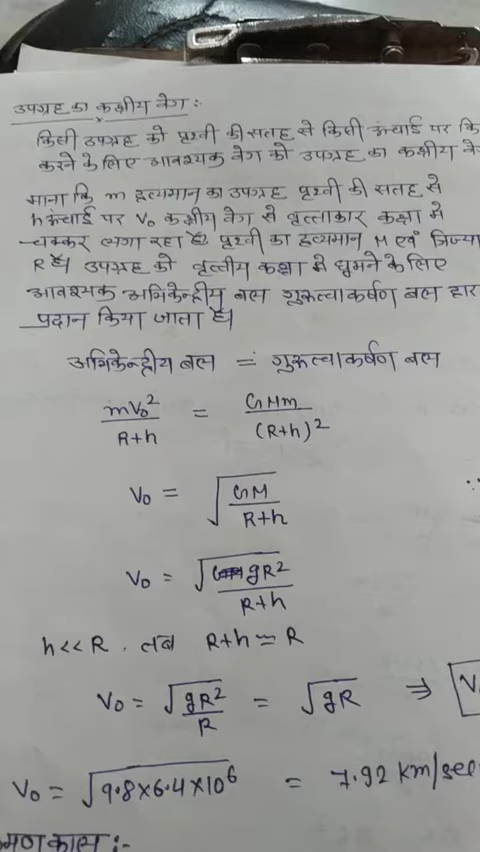 उपग्रह का कक्षीय वेग :-
किसी उपग्रह को पृथ्वी की सतह से किसी ऊंचाई पर
करने के लिए आवश्यक वेग को उपग्रह का कक्षीय
माना कि m द्रव्यमान का उपग्रह पृथ्वी की सतह से
h ऊंचाई पर V₀ कक्षीय वेग से वृत्ताकार कक्षा में
चक्कर लगा रहा है पृथ्वी का द्रव्यमान M एवं त्रिज्या
R है। उपग्रह को वृत्तीय कक्षा में घुमने के लिए
आवश्यक अभिकेन्द्रीय बल गुरुत्वाकर्षण बल
प्रदान किया जाता है।
अभिकेन्द्रीय बल = गुरुत्वाकर्षण बल
mV₀²/(R+h) = GMm/(R+h)²
V₀ = √(GM/(R+h))
V₀ = √(gR²/(R+h))
h<<R . तब R+h ≃ R
V₀ = √(gR²/R) = √gR ⇒
V₀ = √(9.8×6.4×10⁶) = 7.92 km/sec